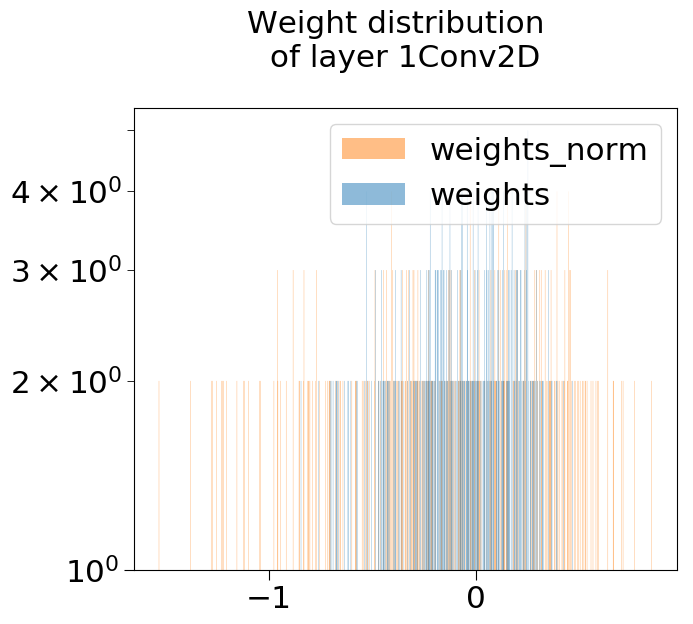 Weight distribution
of layer 1Conv2D
weights_norm
weights
4 × 10⁰
3 × 10⁰
2 × 10⁰
10⁰
−1
0